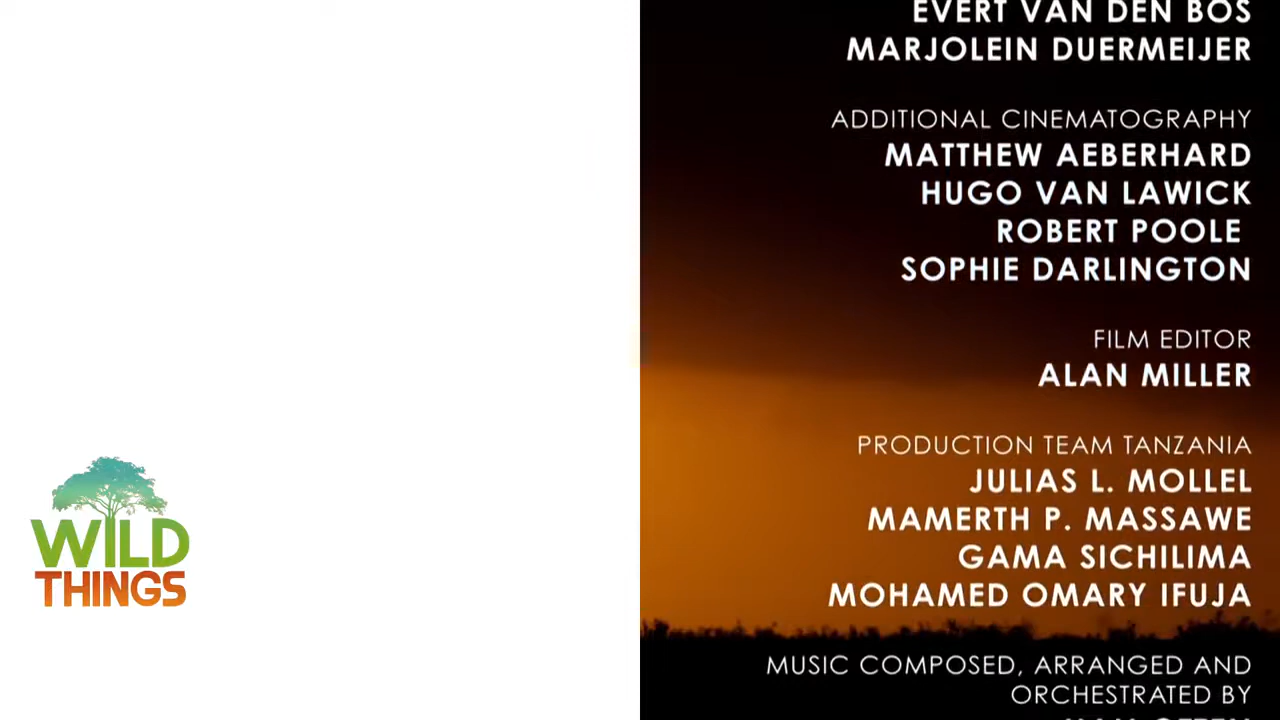 EVERT VAN DEN BOS
MARJOLEIN DUERMEIJER
ADDITIONAL CINEMATOGRAPHY
MATTHEW AEBERHARD
HUGO VAN LAWICK
ROBERT POOLE
SOPHIE DARLINGTON
FILM EDITOR
ALAN MILLER
PRODUCTION TEAM TANZANIA
JULIAS L. MOLLEL
MAMERTH P. MASSAWE
GAMA SICHILIMA
MOHAMED OMARY IFUJA
MUSIC COMPOSED, ARRANGED AND
ORCHESTRATED BY
WILD
THINGS